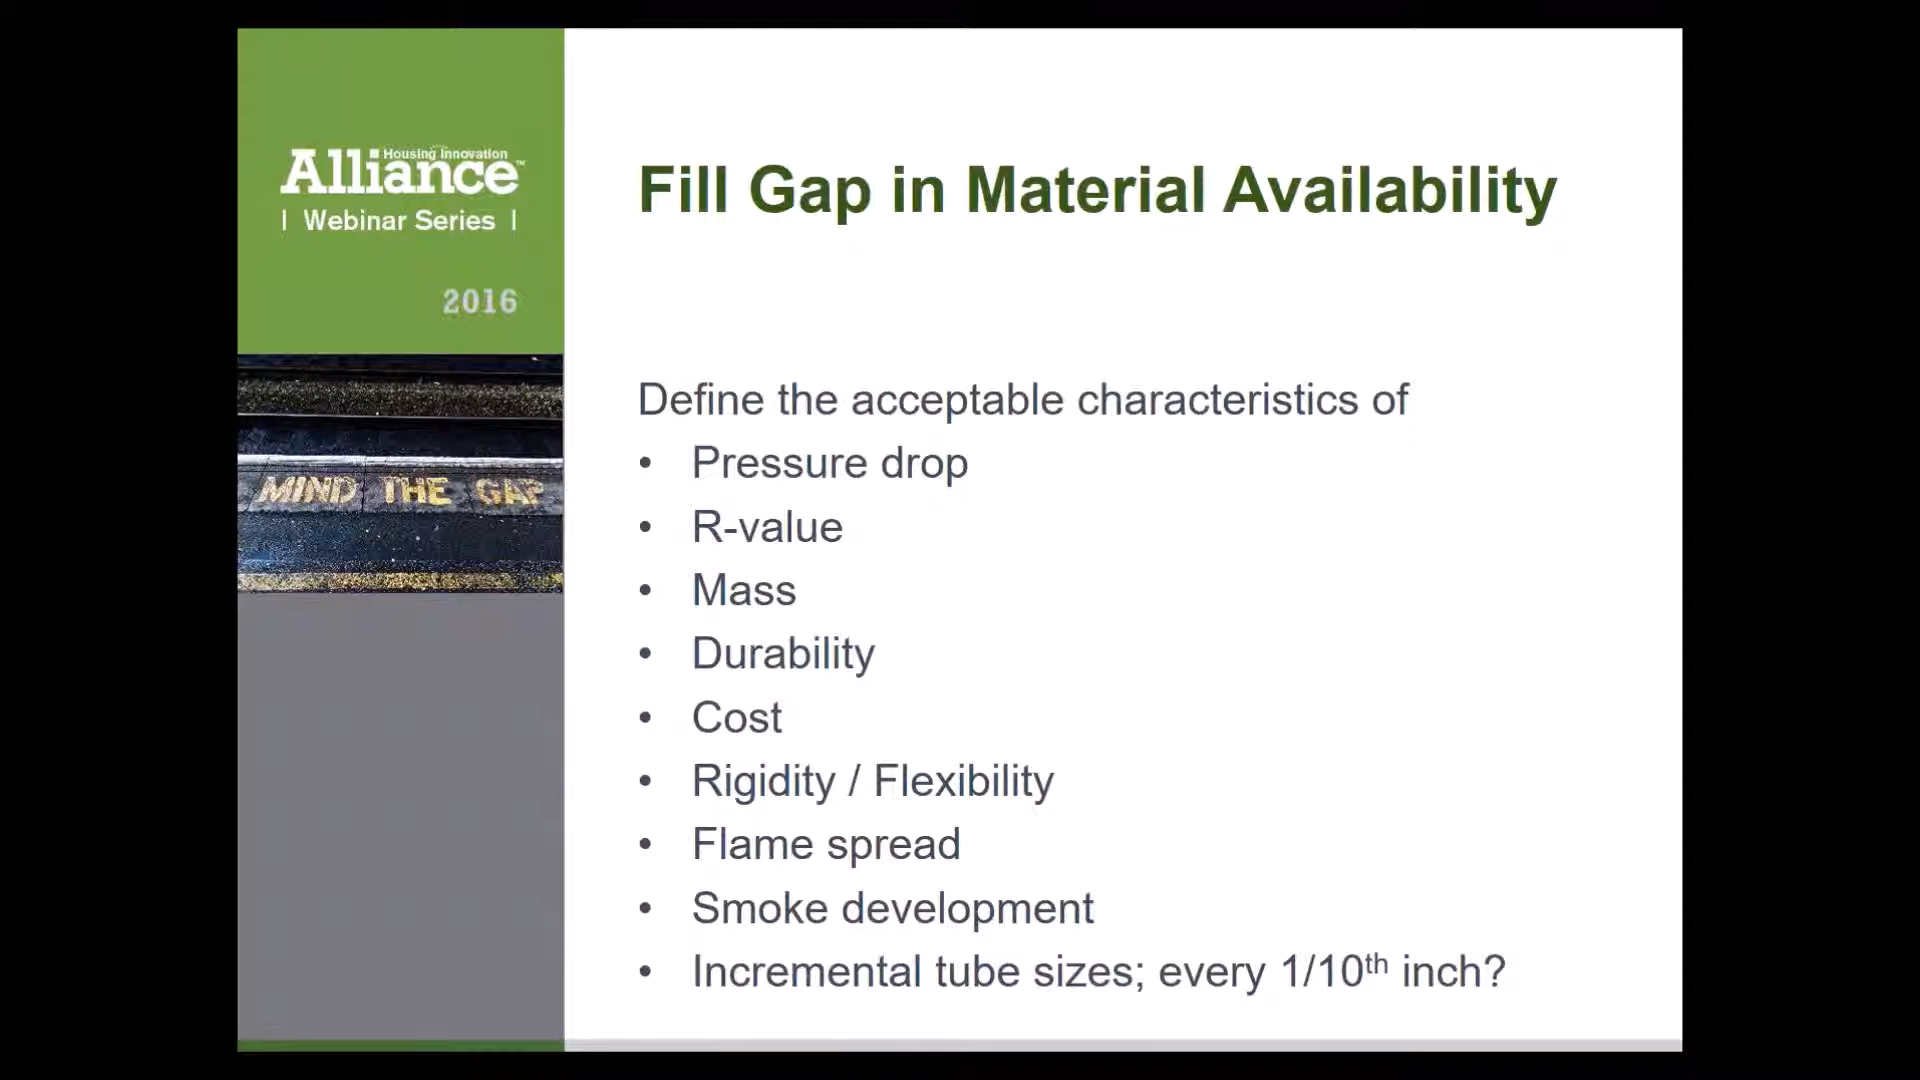 Housing Innovation
Alliance™
| Webinar Series |
2016
MIND THE GAP
Fill Gap in Material Availability
Define the acceptable characteristics of
• Pressure drop
• R-value
• Mass
• Durability
• Cost
• Rigidity / Flexibility
• Flame spread
• Smoke development
• Incremental tube sizes; every 1/10th inch?